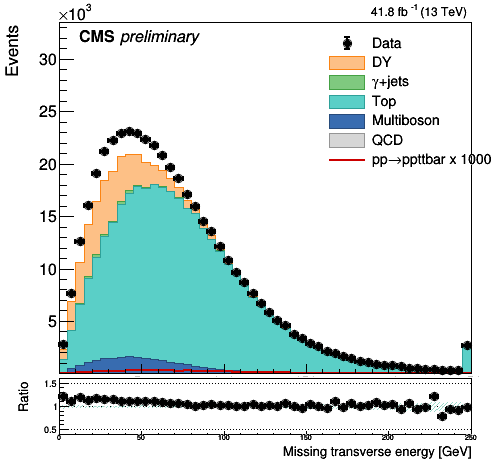 ×10³
41.8 fb⁻¹ (13 TeV)
CMS preliminary
Events
30
25
20
15
10
5
Data
DY
γ+jets
Top
Multiboson
QCD
pp→ppttbar x 1000
Ratio
1.5
1
0.5
0 50 100 150 200 250
Missing transverse energy [GeV]